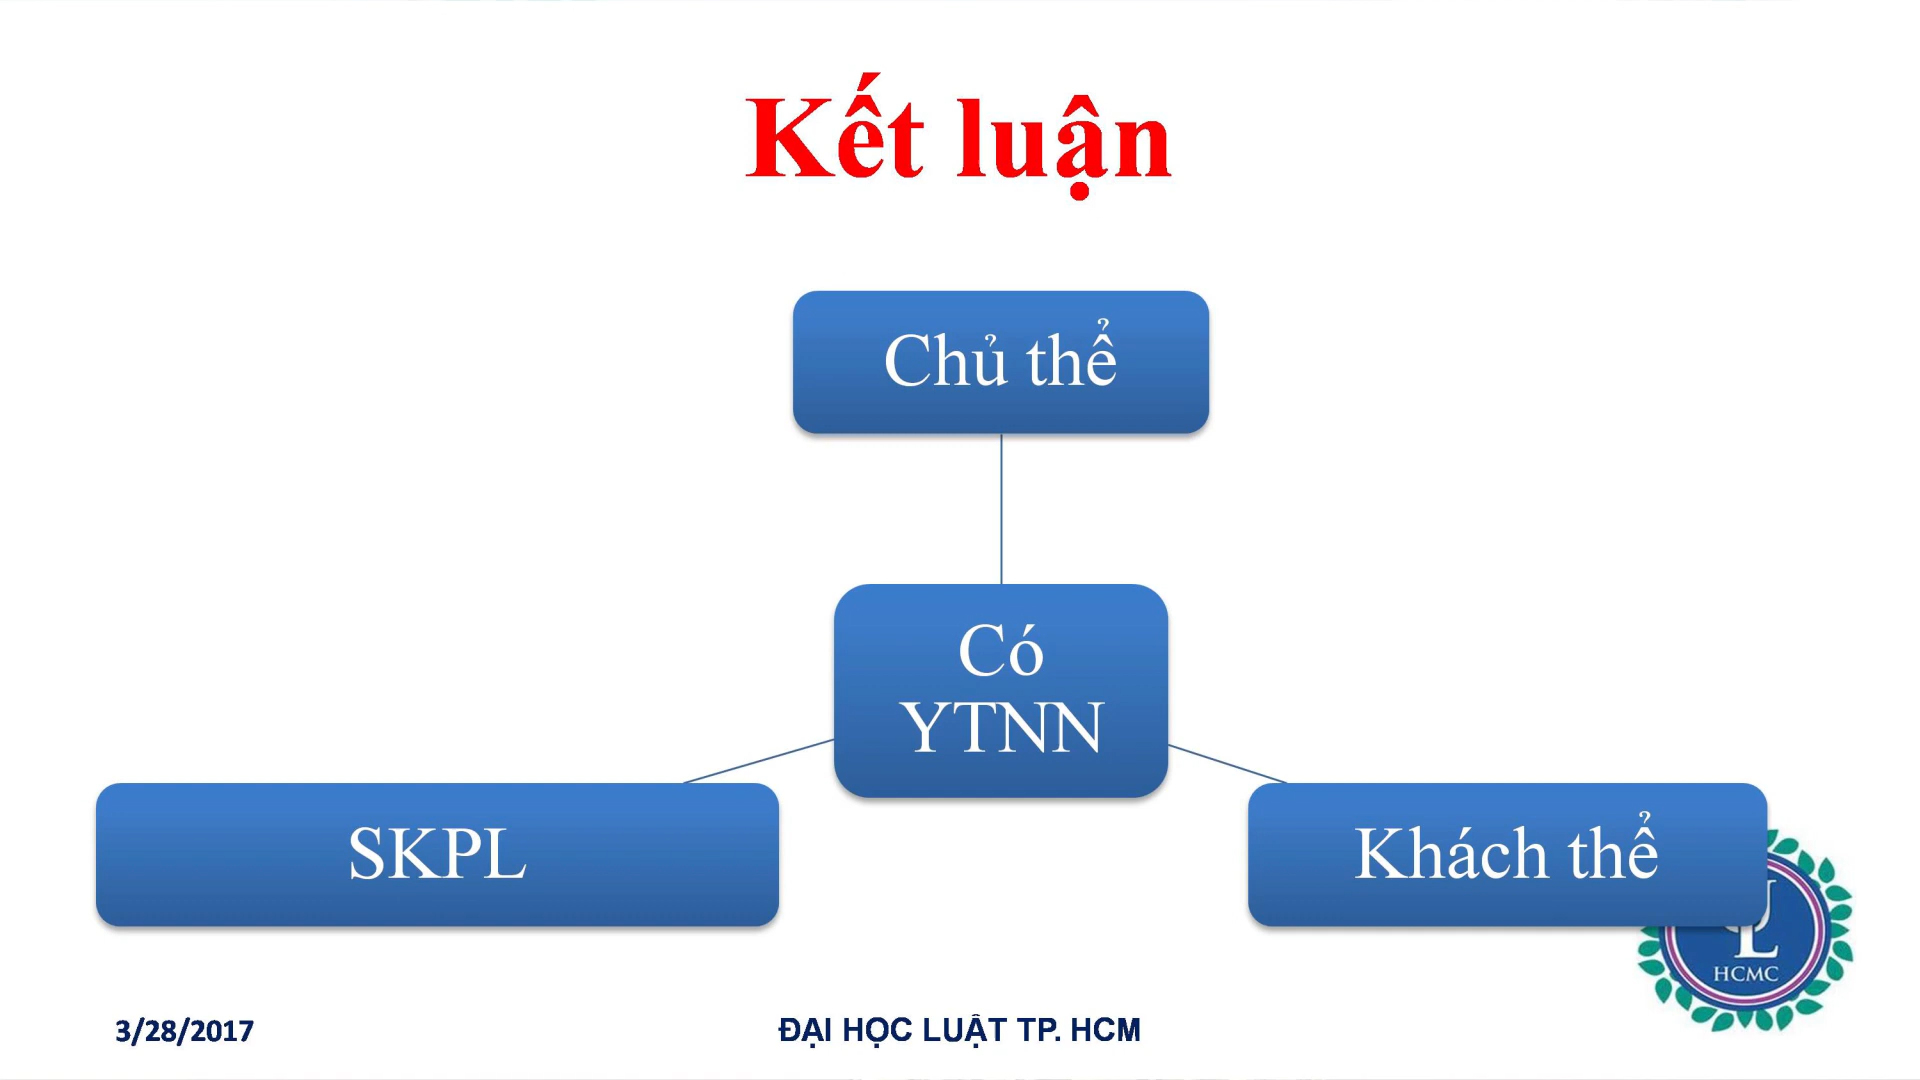 Kết luận
Chủ thể
Có
YTNN
SKPL
Khách thể
L
HCMC
3/28/2017
ĐẠI HỌC LUẬT TP. HCM